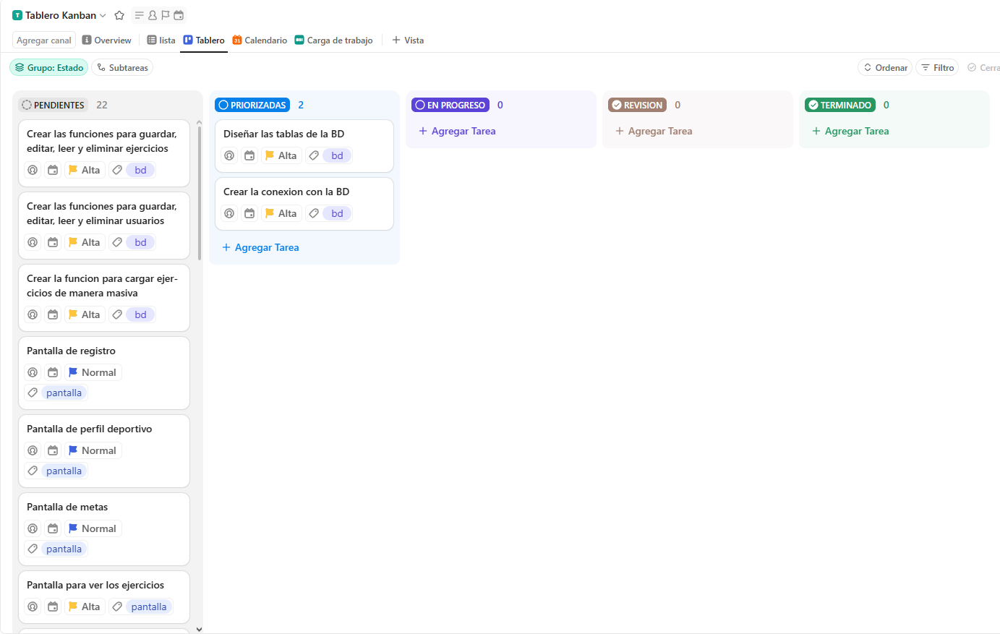 T Tablero Kanban
Agregar canal Overview lista Tablero 31 Calendario Carga de trabajo + Vista
Grupo: Estado Subtareas Ordenar Filtro Cerra
PENDIENTES 22
Crear las funciones para guardar,
editar, leer y eliminar ejercicios
Alta bd
Crear las funciones para guardar,
editar, leer y eliminar usuarios
Alta bd
Crear la funcion para cargar ejer-
cicios de manera masiva
Alta bd
Pantalla de registro
Normal
pantalla
Pantalla de perfil deportivo
Normal
pantalla
Pantalla de metas
Normal
pantalla
Pantalla para ver los ejercicios
Alta pantalla
PRIORIZADAS 2
Diseñar las tablas de la BD
Alta bd
Crear la conexion con la BD
Alta bd
+ Agregar Tarea
EN PROGRESO 0
+ Agregar Tarea
REVISION 0
+ Agregar Tarea
TERMINADO 0
+ Agregar Tarea